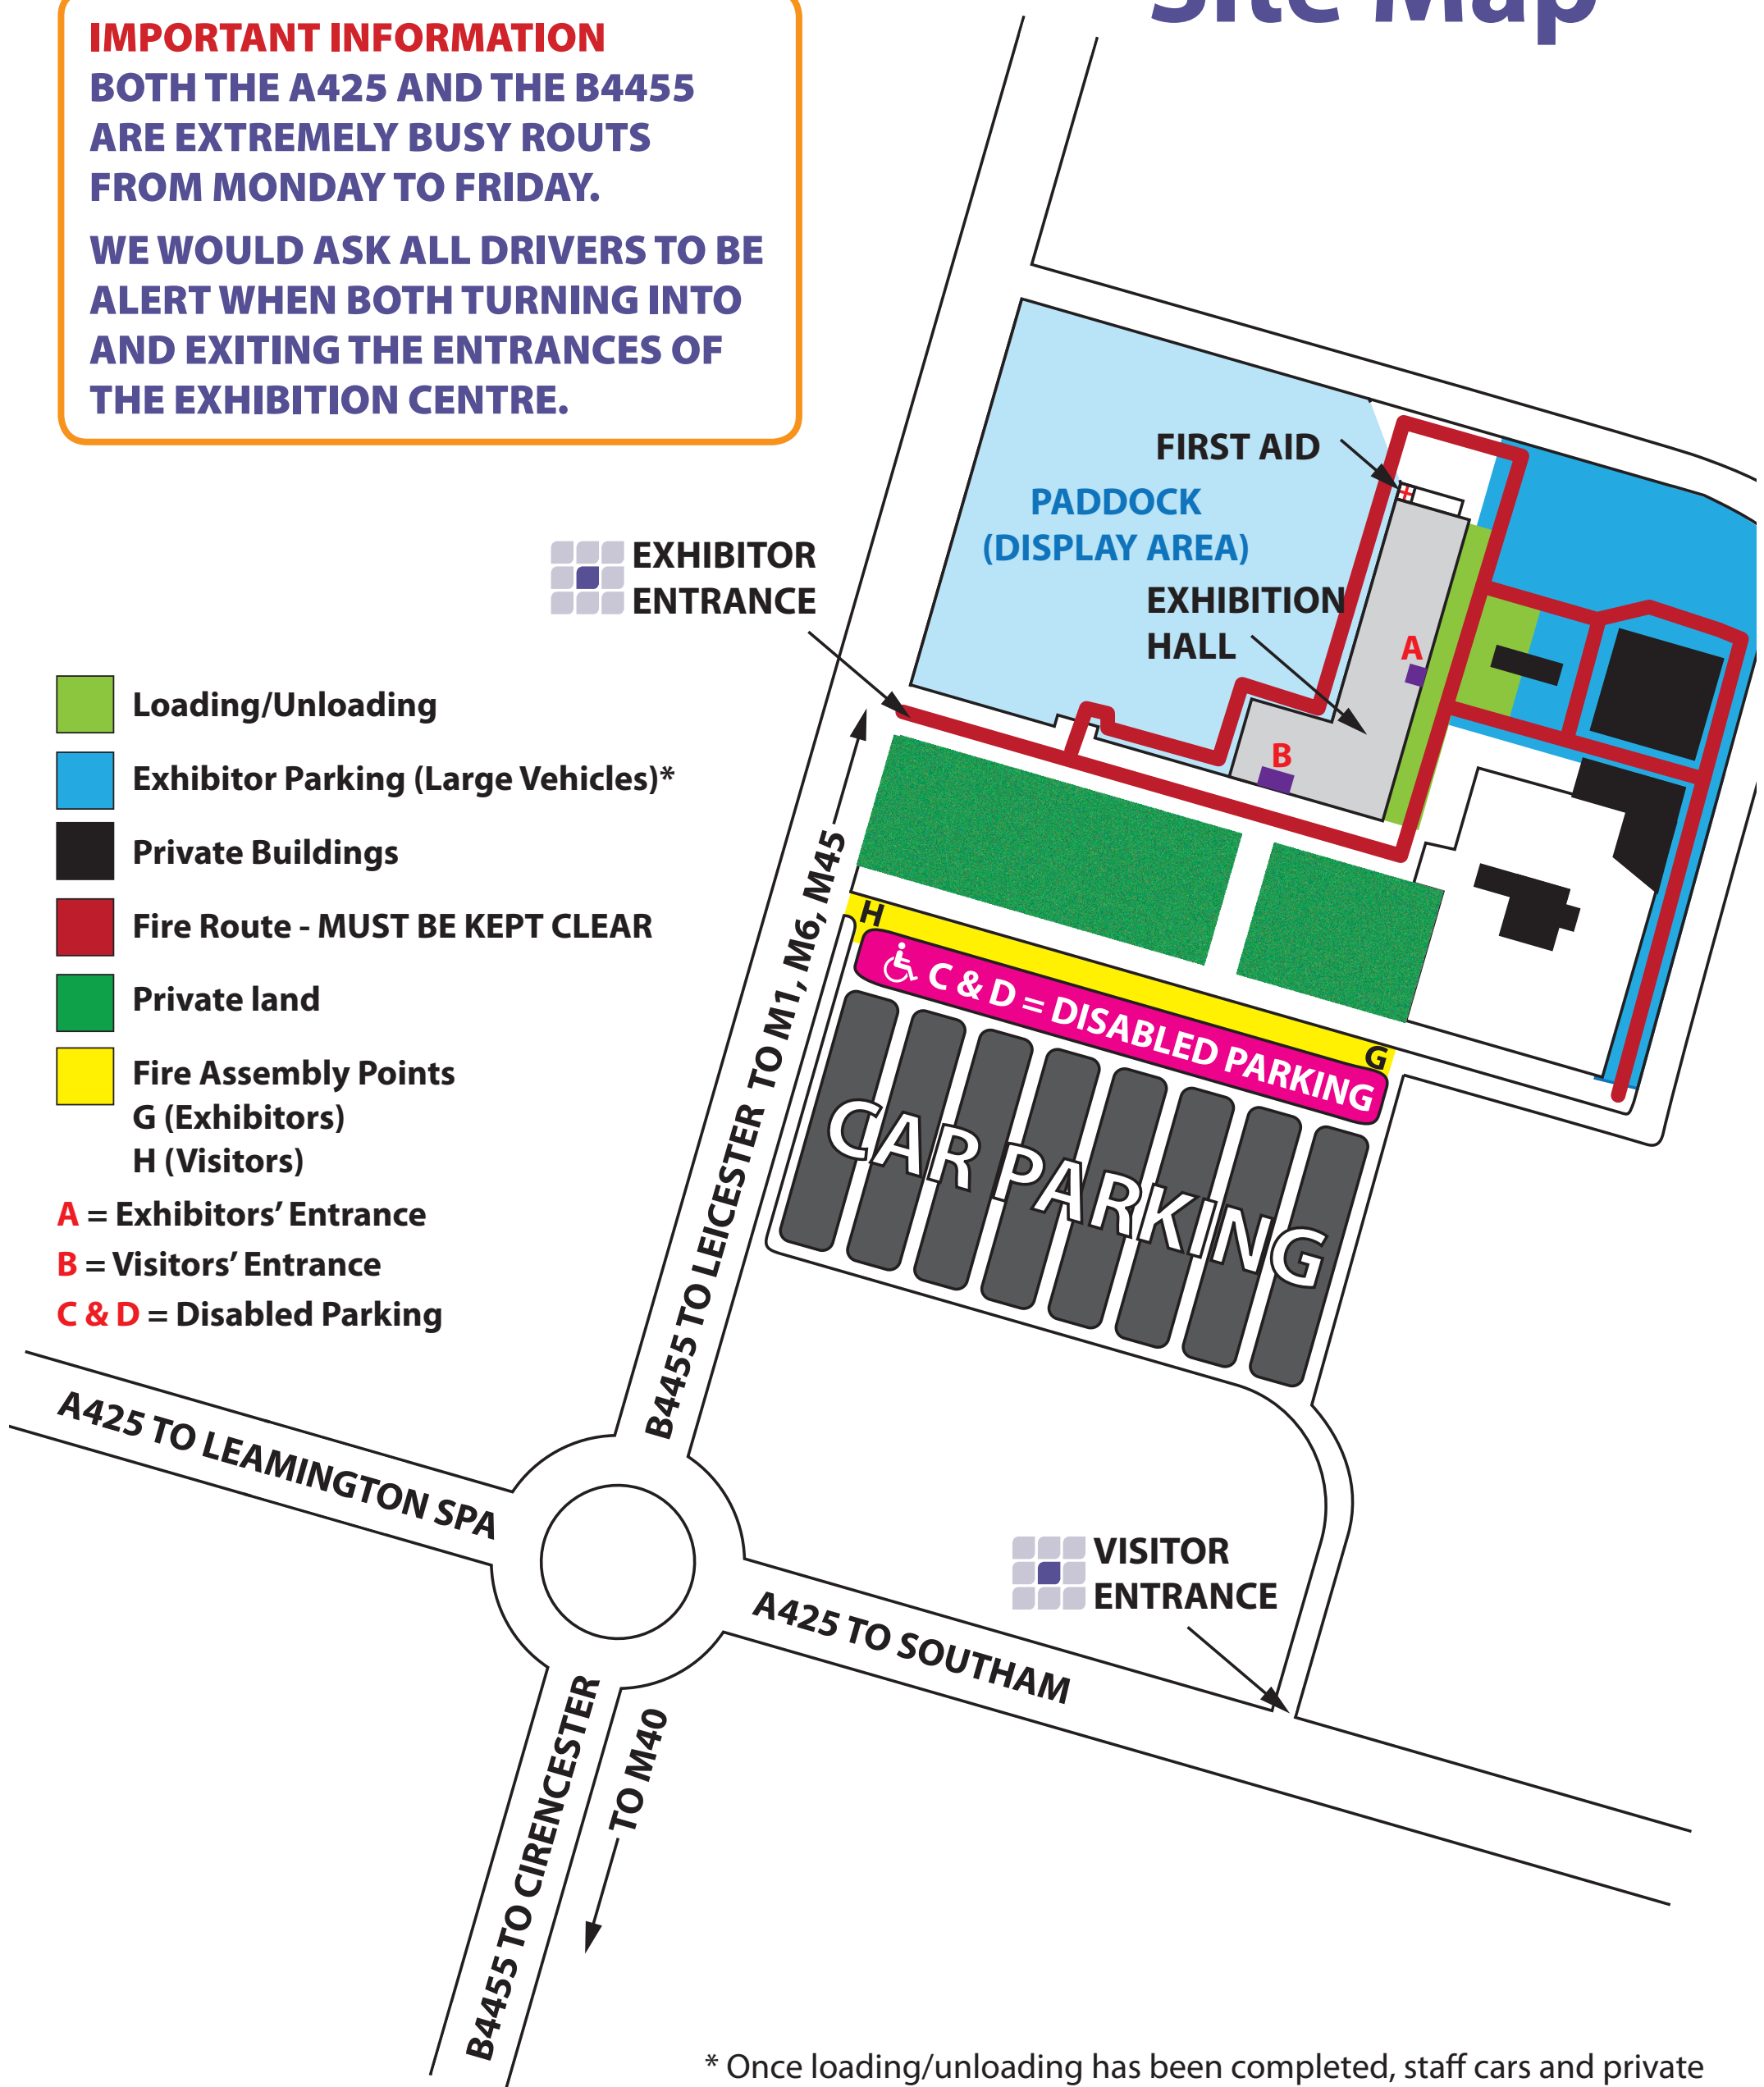 Site Map
IMPORTANT INFORMATION
BOTH THE A425 AND THE B4455
ARE EXTREMELY BUSY ROUTS
FROM MONDAY TO FRIDAY.
WE WOULD ASK ALL DRIVERS TO BE
ALERT WHEN BOTH TURNING INTO
AND EXITING THE ENTRANCES OF
THE EXHIBITION CENTRE.
FIRST AID
PADDOCK
(DISPLAY AREA)
EXHIBITOR
ENTRANCE
EXHIBITION
HALL
A
B
Loading/Unloading
Exhibitor Parking (Large Vehicles)*
Private Buildings
Fire Route - MUST BE KEPT CLEAR
Private land
Fire Assembly Points
G (Exhibitors)
H (Visitors)
A = Exhibitors' Entrance
B = Visitors' Entrance
C & D = Disabled Parking
H
C & D = DISABLED PARKING
G
CAR PARKING
B4455 TO LEICESTER TO M1, M6, M45
A425 TO LEAMINGTON SPA
VISITOR
ENTRANCE
A425 TO SOUTHAM
B4455 TO CIRENCESTER
TO M40
* Once loading/unloading has been completed, staff cars and private